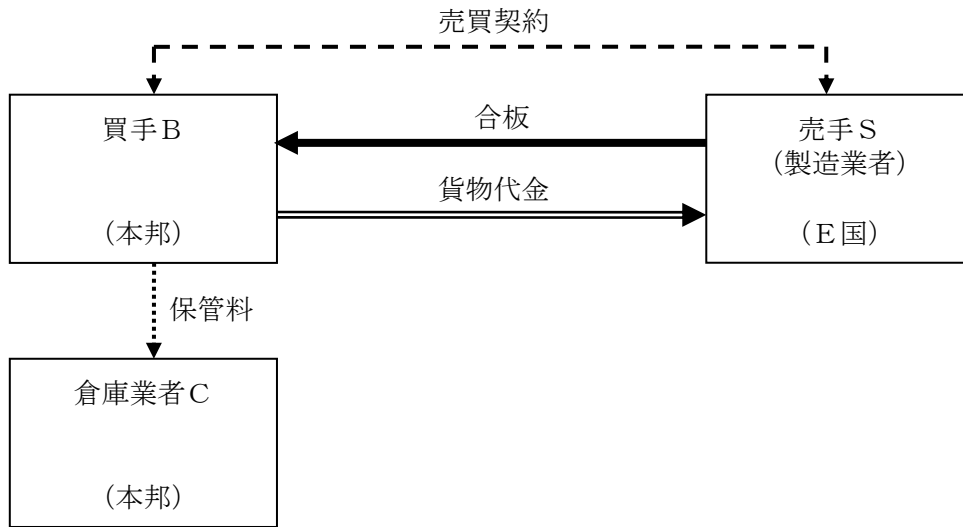 売買契約
買手Ｂ
（本邦）
合板
貨物代金
売手Ｓ
（製造業者）
（Ｅ国）
保管料
倉庫業者Ｃ
（本邦）